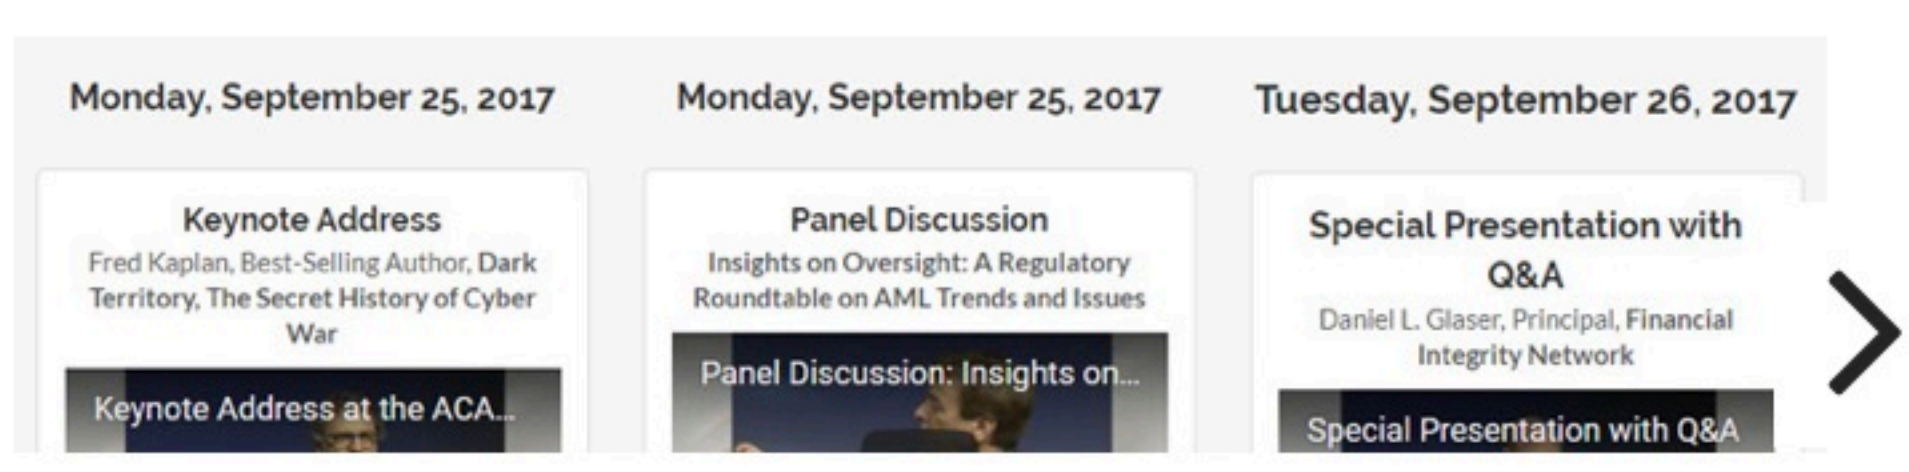 Monday, September 25, 2017
Keynote Address
Fred Kaplan, Best-Selling Author, Dark
Territory, The Secret History of Cyber
War
Keynote Address at the ACA...
Monday, September 25, 2017
Panel Discussion
Insights on Oversight: A Regulatory
Roundtable on AML Trends and Issues
Panel Discussion: Insights on...
Tuesday, September 26, 2017
Special Presentation with
Q&A
Daniel L. Glaser, Principal, Financial
Integrity Network
Special Presentation with Q&A